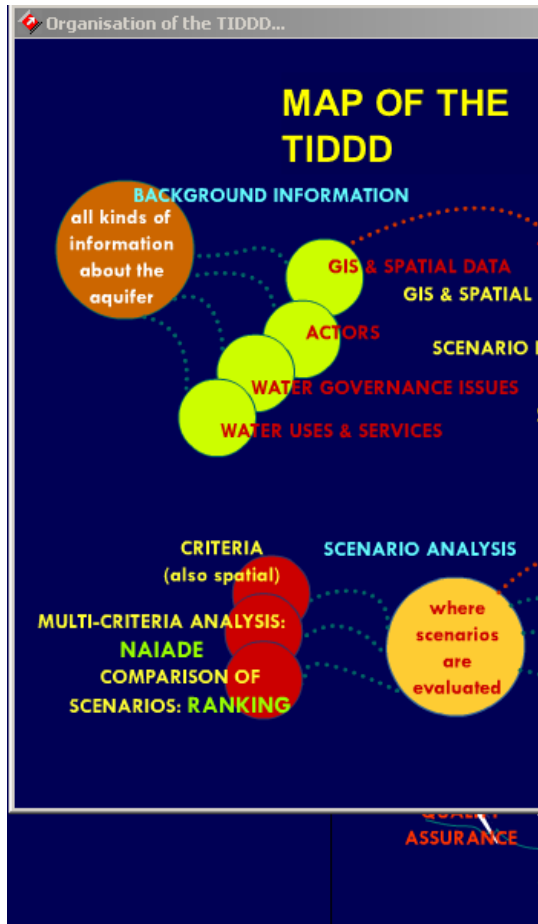 Organisation of the TIDDD...
MAP OF THE
TIDDD
BACKGROUND INFORMATION
all kinds of
information
about the
aquifer
GIS & SPATIAL DATA
GIS & SPATIAL
ACTORS
SCENARIO
WATER GOVERNANCE ISSUES
WATER USES & SERVICES
CRITERIA
(also spatial)
SCENARIO ANALYSIS
MULTI-CRITERIA ANALYSIS:
NAIADE
COMPARISON OF
SCENARIOS: RANKING
where
scenarios
are
evaluated
QUALITY
ASSURANCE